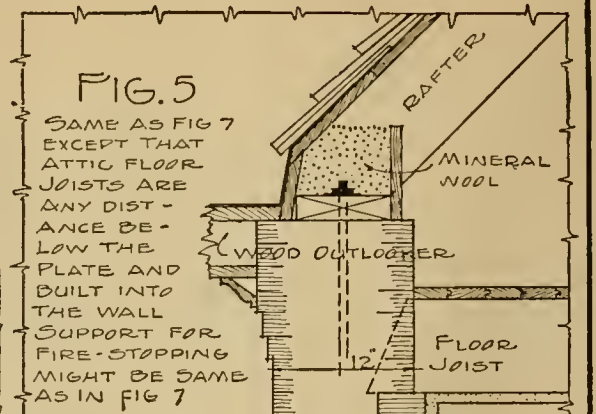 FIG. 5
SAME AS FIG 7
EXCEPT THAT
ATTIC FLOOR
JOISTS ARE
ANY DIST-
ANCE BE-
LOW THE
PLATE AND
BUILT INTO
THE WALL
SUPPORT FOR
FIRE-STOPPING
MIGHT BE SAME
AS IN FIG 7
RAFTER
MINERAL
WOOL
WOOD OUTLOOKER
12"
FLOOR
JOIST